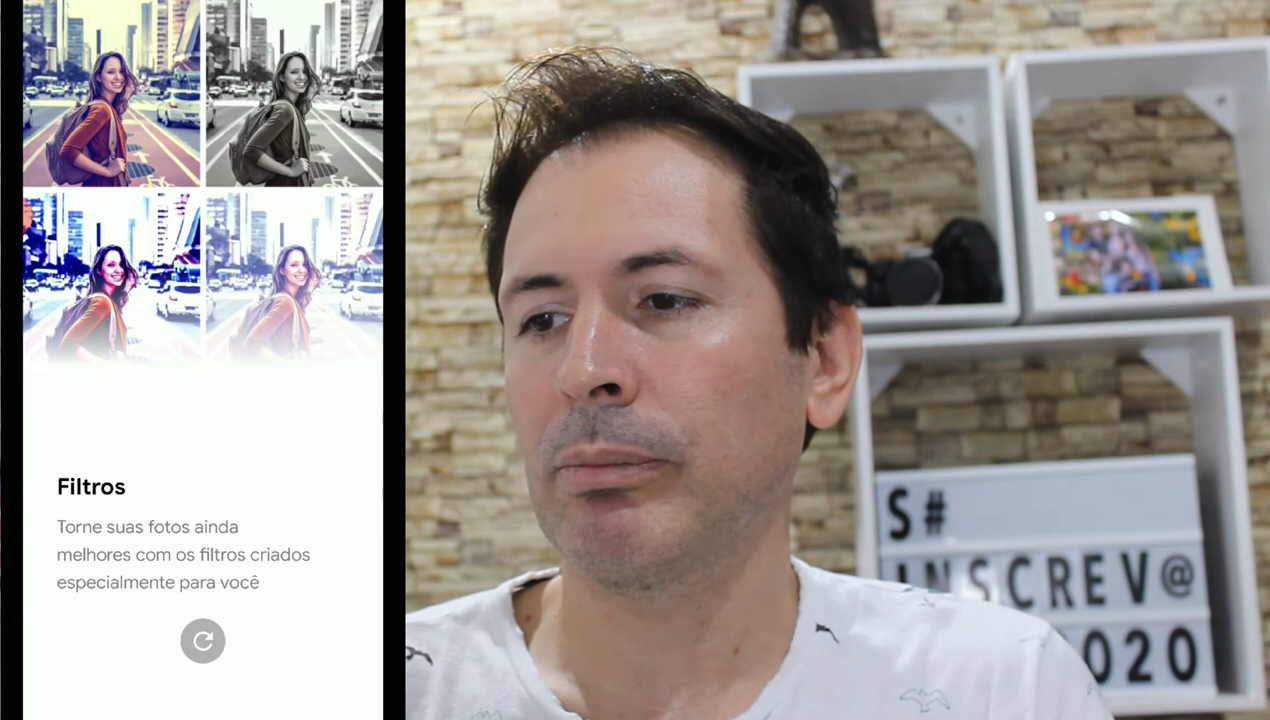 Filtros
Torne suas fotos ainda
melhores com os filtros criados
especialmente para você
S#
INSCREV@
2020